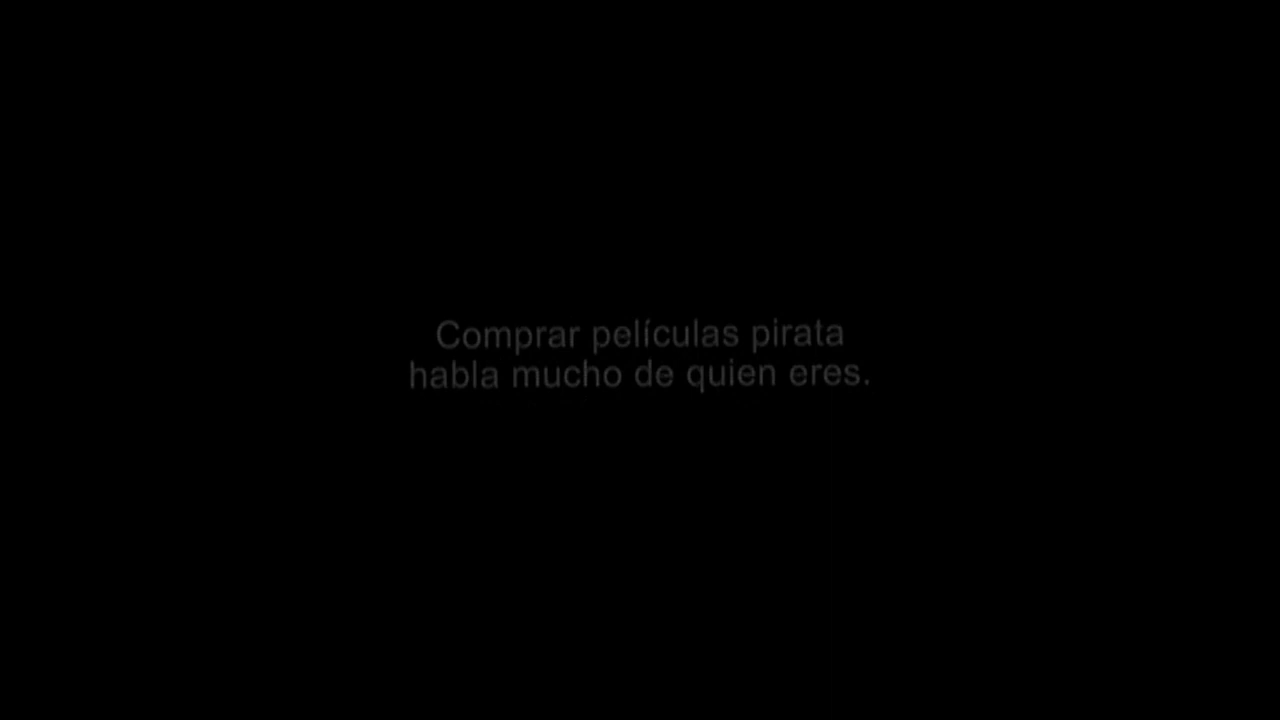 Comprar películas pirata
habla mucho de quien eres.